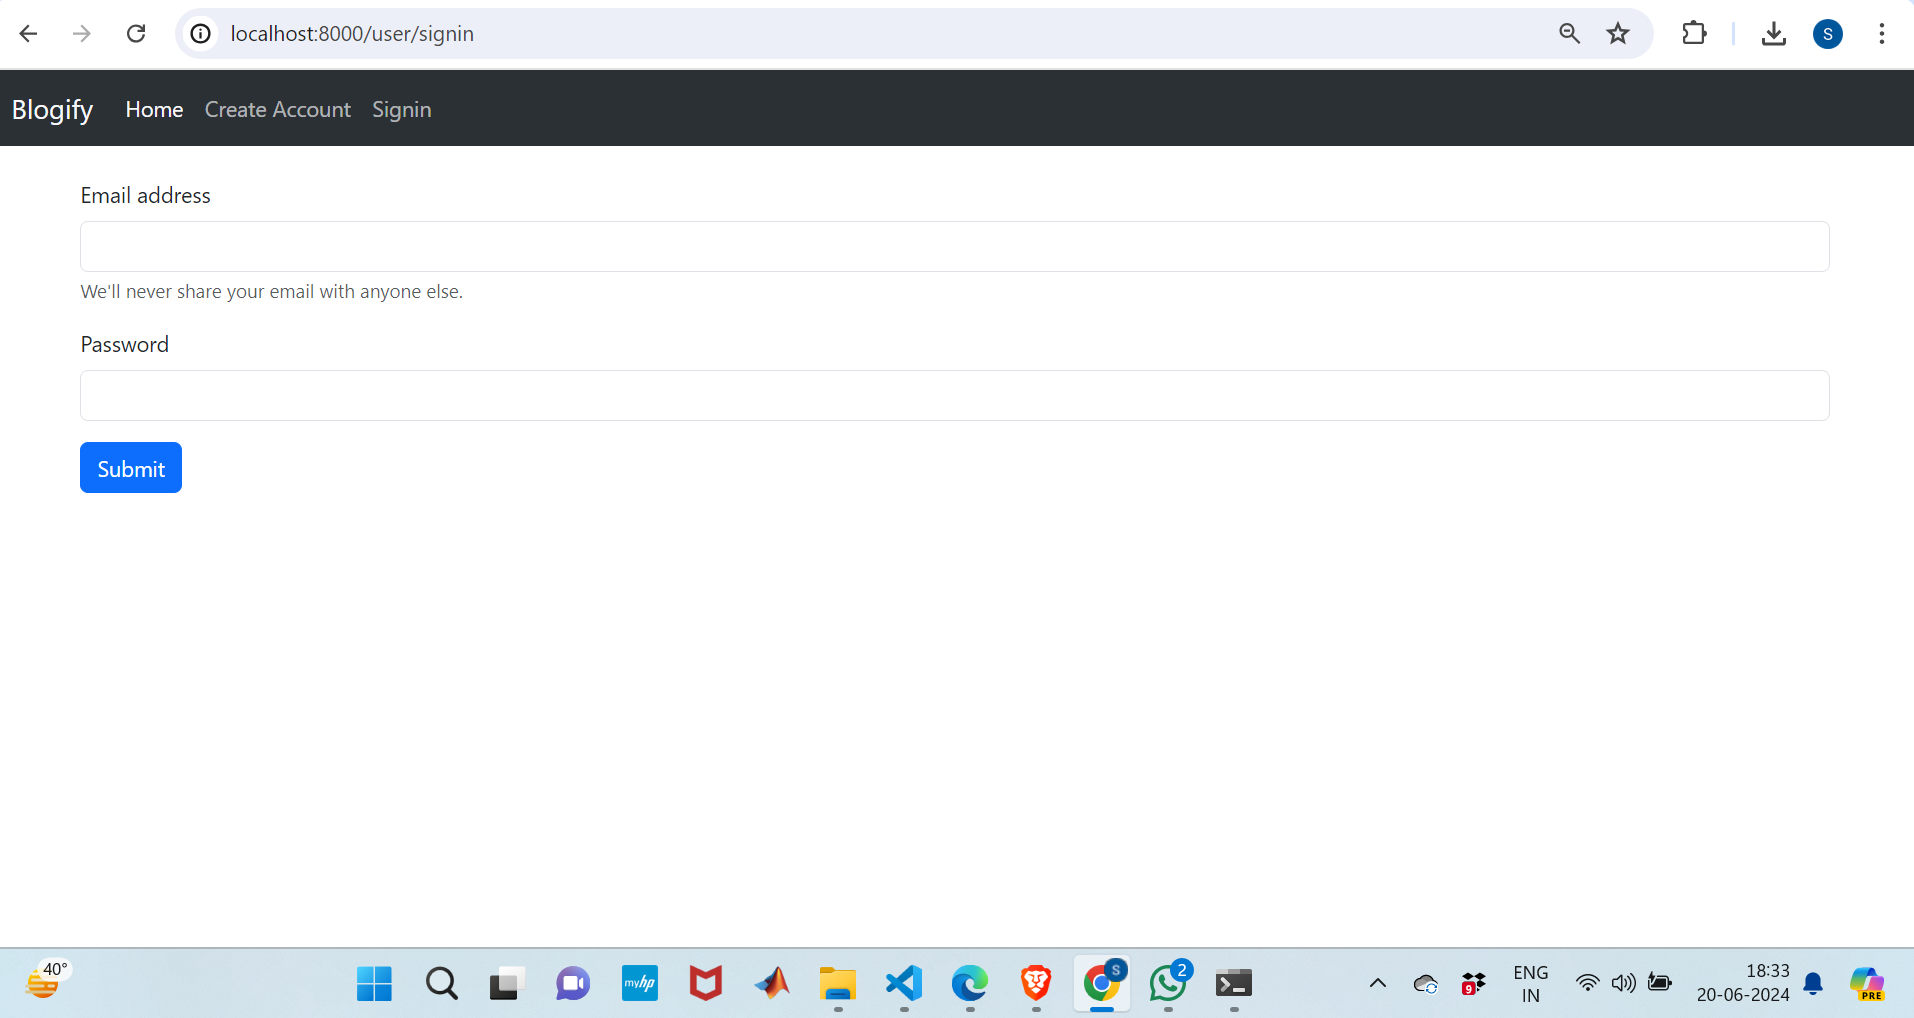 localhost:8000/user/signin
S
Blogify Home Create Account Signin
Email address
We'll never share your email with anyone else.
Password
Submit
40°
myhp
S
2
9
ENG
IN
18:33
20-06-2024
PRE